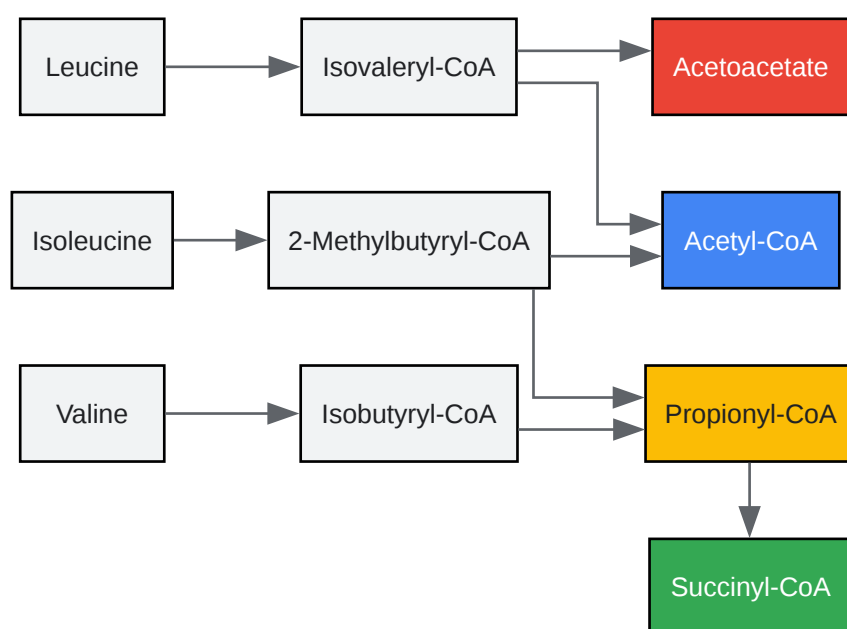 Leucine
Isovaleryl-CoA
Acetoacetate
Isoleucine
2-Methylbutyryl-CoA
Acetyl-CoA
Valine
Isobutyryl-CoA
Propionyl-CoA
Succinyl-CoA